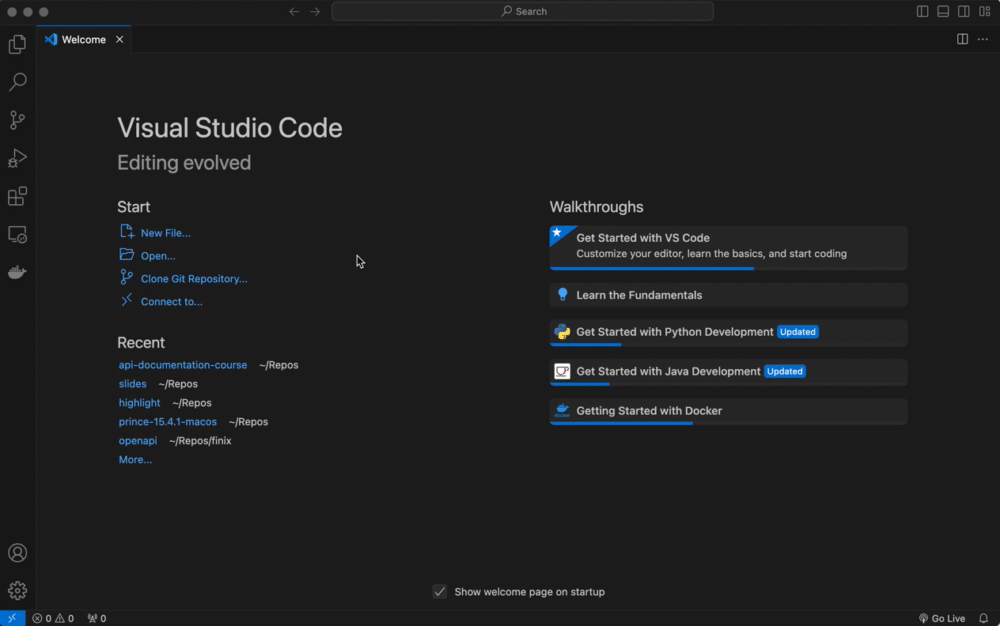 Search
Welcome
Visual Studio Code
Editing evolved
Start
New File...
Open...
Clone Git Repository...
Connect to...
Recent
api-documentation-course ~/Repos
slides ~/Repos
highlight ~/Repos
prince-15.4.1-macos ~/Repos
openapi ~/Repos/finix
More...
Walkthroughs
Get Started with VS Code
Customize your editor, learn the basics, and start coding
Learn the Fundamentals
Get Started with Python Development Updated
Get Started with Java Development Updated
Getting Started with Docker
Show welcome page on startup
0 0 0
Go Live